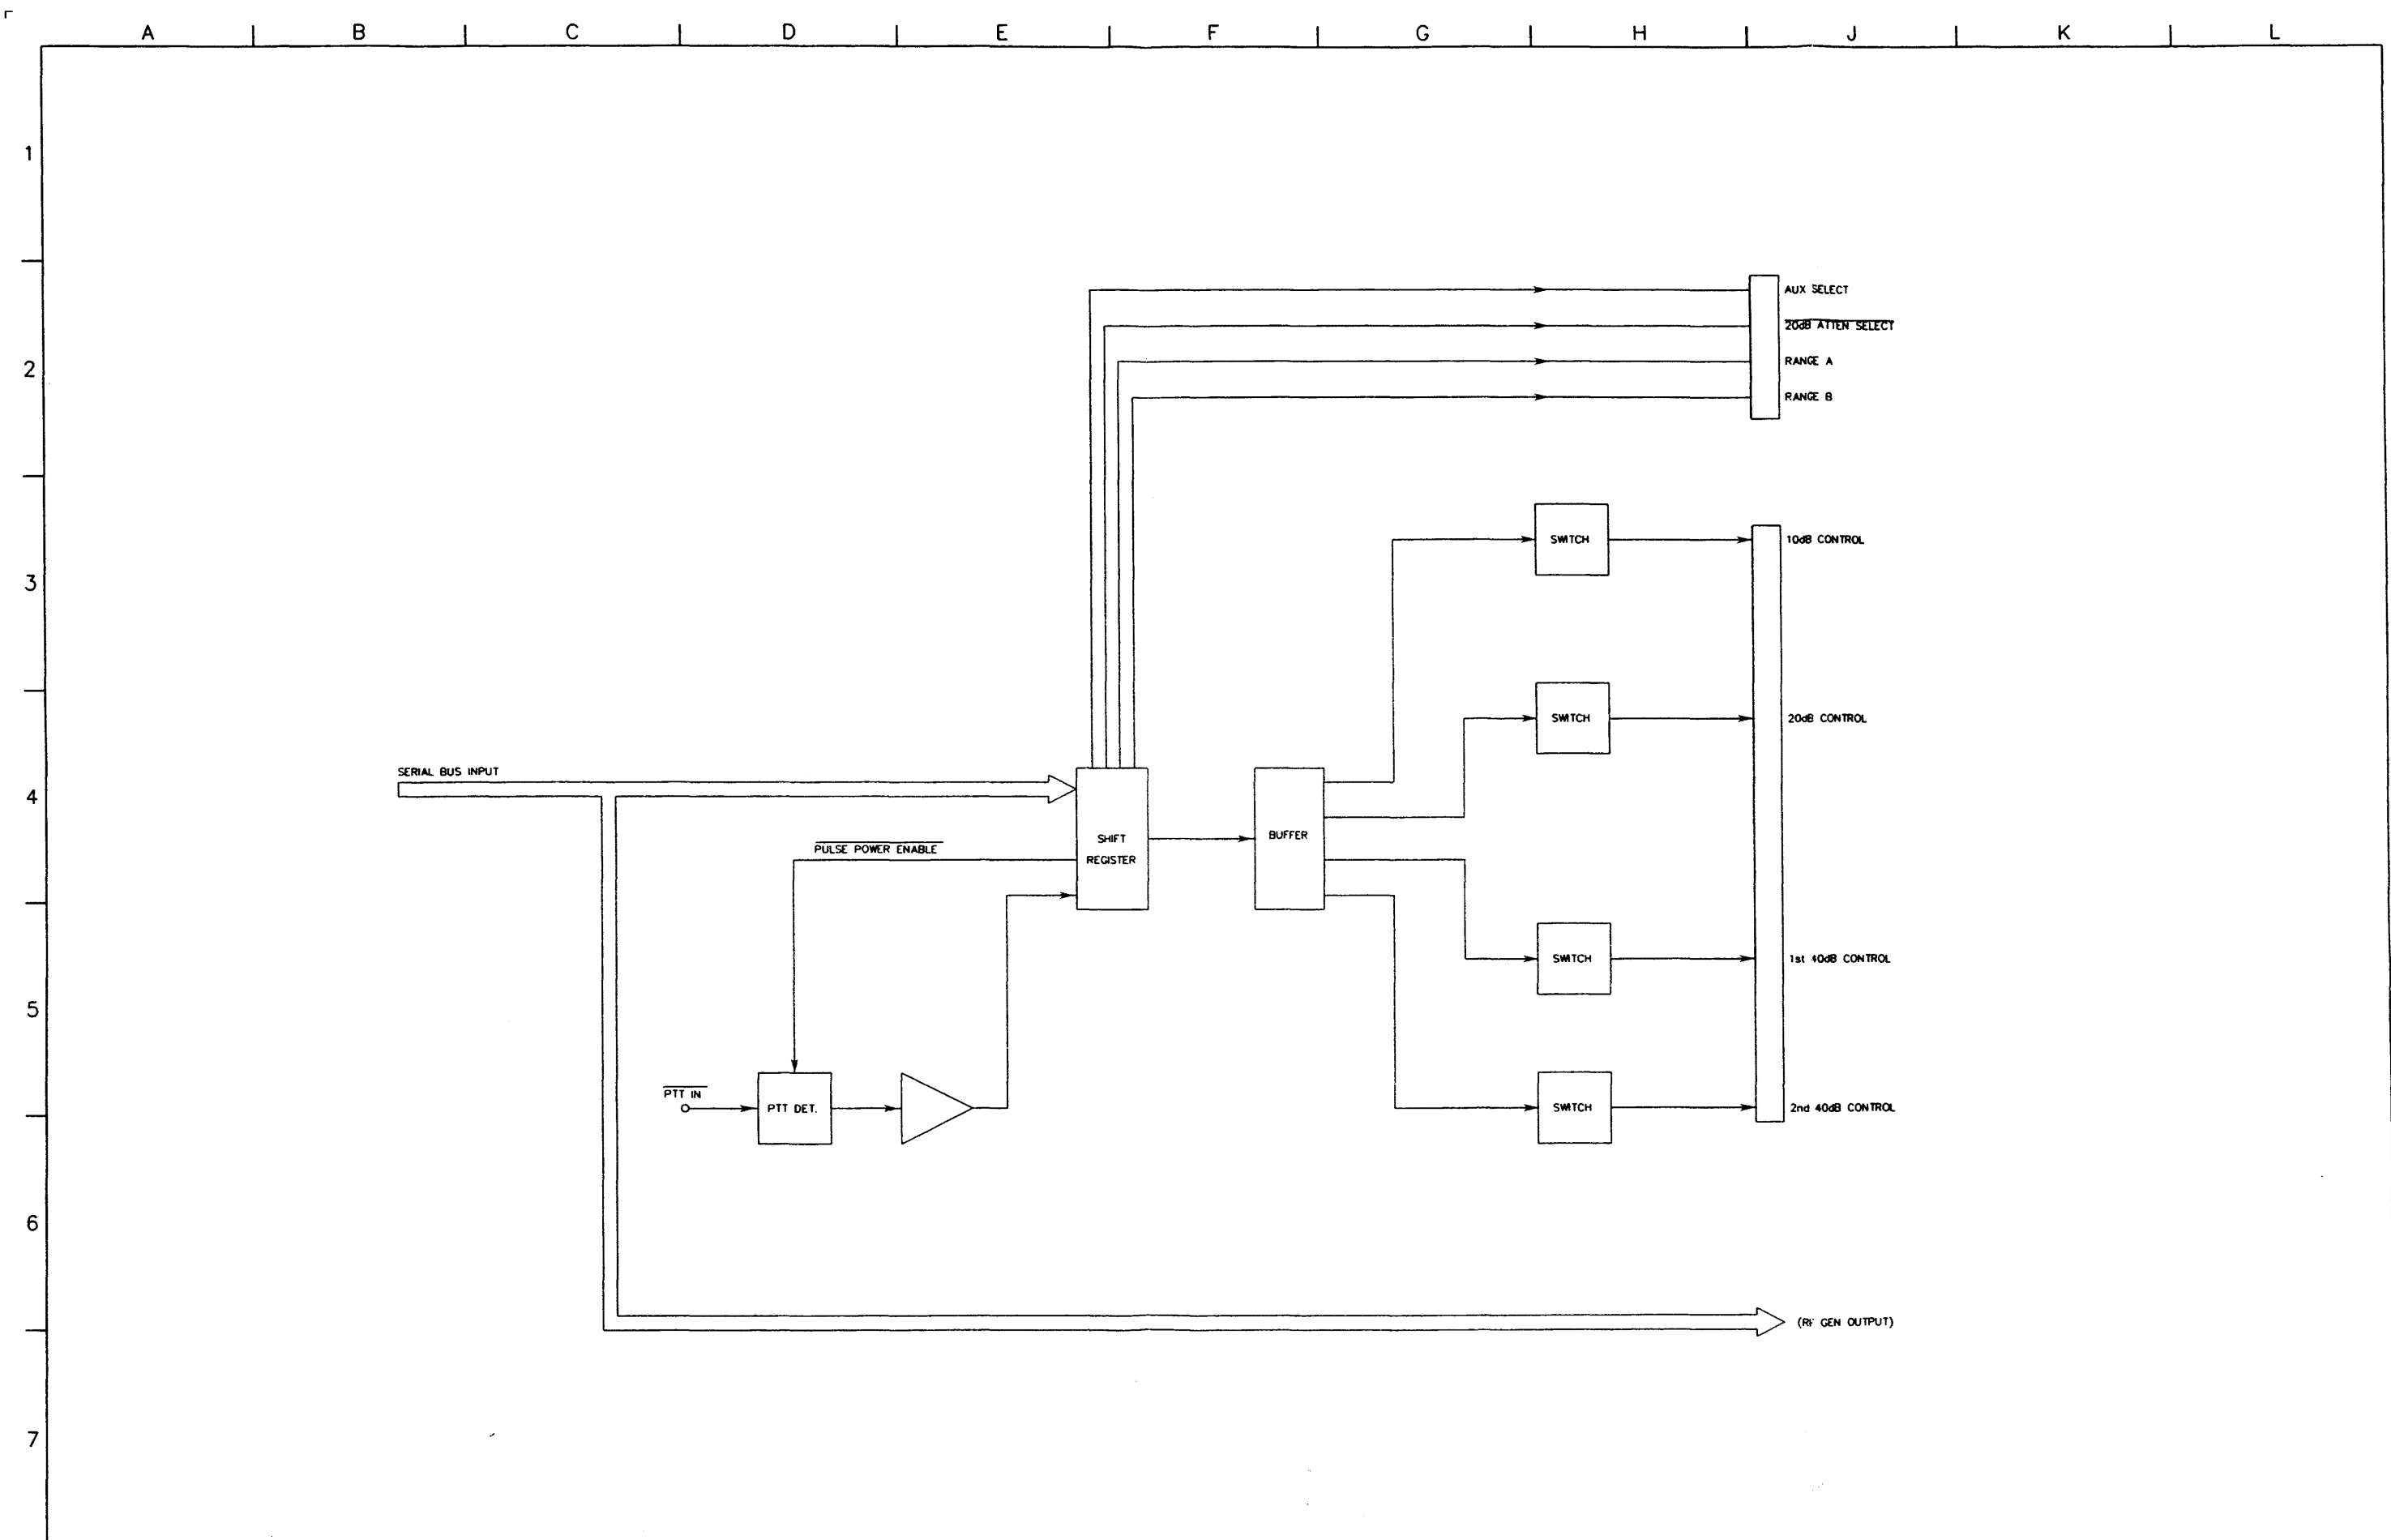 A B C D E F G H J K L
1
AUX SELECT
20dB ATTEN SELECT
2
RANGE A
RANGE B
SWITCH
10dB CONTROL
3
SWITCH
20dB CONTROL
SERIAL BUS INPUT
4
SHIFT
REGISTER
BUFFER
PULSE POWER ENABLE
SWITCH
1st 40dB CONTROL
5
PTT IN
PTT DET.
SWITCH
2nd 40dB CONTROL
6
(RF GEN OUTPUT)
7